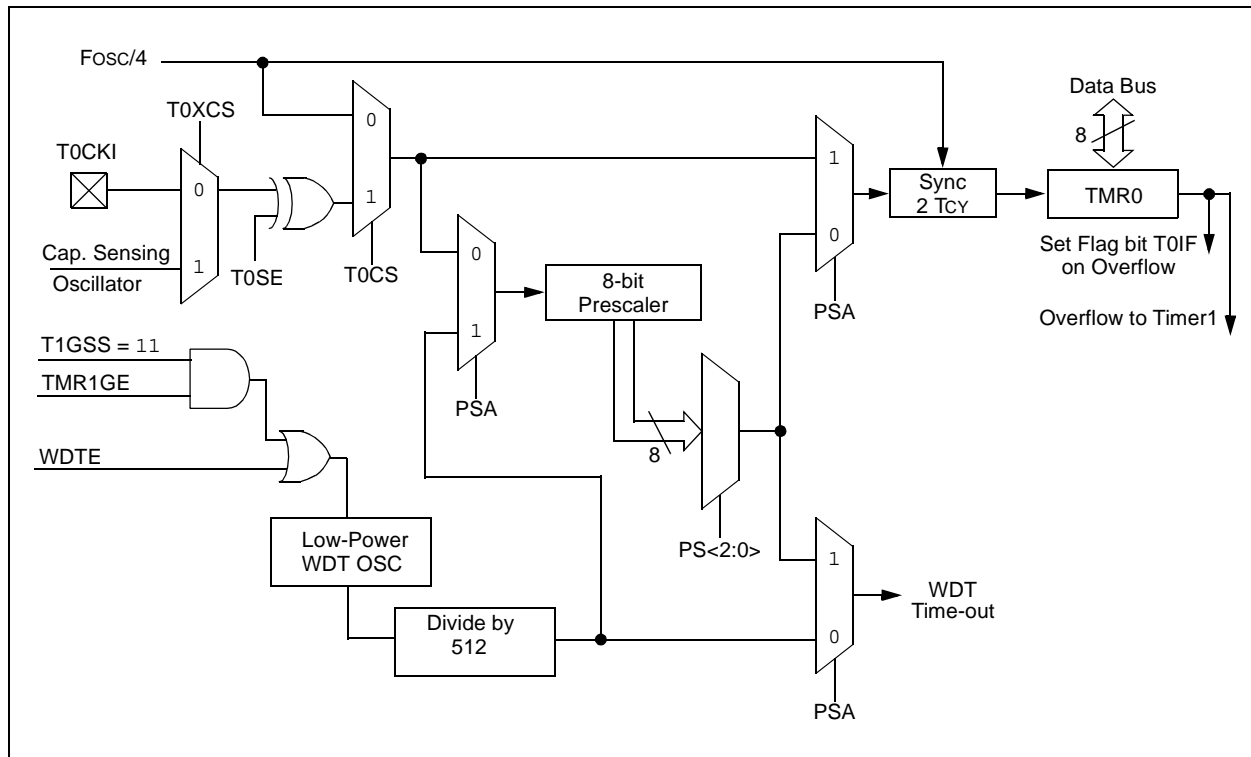 FOSC/4
Data Bus
T0XCS
0
8
T0CKI
1
0
Sync
2 TCY
TMR0
1
0
Cap. Sensing
Oscillator
1
T0SE
T0CS
0
0
Set Flag bit T0IF
on Overflow
8-bit
Prescaler
PSA
Overflow to Timer1
1
T1GSS = 11
TMR1GE
PSA
8
WDTE
Low-Power
WDT OSC
PS<2:0>
1
WDT
Time-out
Divide by
512
0
PSA